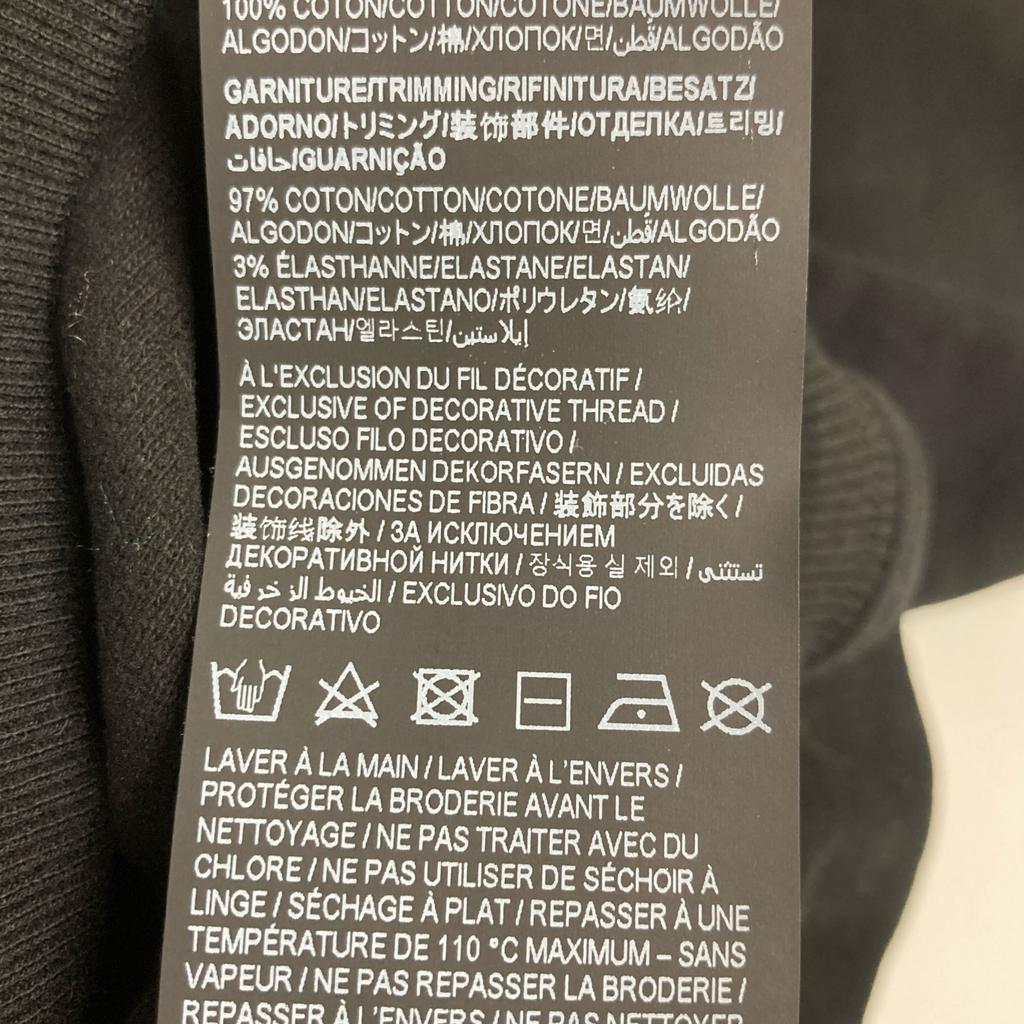 100% COTON/COTTON/COTONE/BAUMWOLLE/
ALGODON/コットン/棉/ХЛОПОК/면/قطن/ALGODÃO
GARNITURE/TRIMMING/RIFINITURA/BESATZ/
ADORNO/トリミング/装饰部件/ОТДЕПКА/트리밍/
حافات/GUARNIÇÃO
97% COTON/COTTON/COTONE/BAUMWOLLE/
ALGODON/コットン/棉/ХЛОПОК/면/قطن/ALGODÃO
3% ÉLASTHANNE/ELASTANE/ELASTAN/
ELASTHAN/ELASTANO/ポリウレタン/氨纶/
ЭЛАСТАН/엘라스틴/إيلاستين
À L'EXCLUSION DU FIL DÉCORATIF /
EXCLUSIVE OF DECORATIVE THREAD /
ESCLUSO FILO DECORATIVO /
AUSGENOMMEN DEKORFASERN / EXCLUIDAS
DECORACIONES DE FIBRA / 装飾部分を除く /
装饰线除外 / ЗА ИСКЛЮЧЕНИЕМ
ДЕКОРАТИВНОЙ НИТКИ / 장식용 실 제외 / تستثنى
الخيوط الزخرفية / EXCLUSIVO DO FIO
DECORATIVO
LAVER À LA MAIN / LAVER À L'ENVERS /
PROTÉGER LA BRODERIE AVANT LE
NETTOYAGE / NE PAS TRAITER AVEC DU
CHLORE / NE PAS UTILISER DE SÉCHOIR À
LINGE / SÉCHAGE À PLAT / REPASSER À UNE
TEMPÉRATURE DE 110 °C MAXIMUM – SANS
VAPEUR / NE PAS REPASSER LA BRODERIE /
REPASSER À L'ENVERS / NE PAS NETTOYER